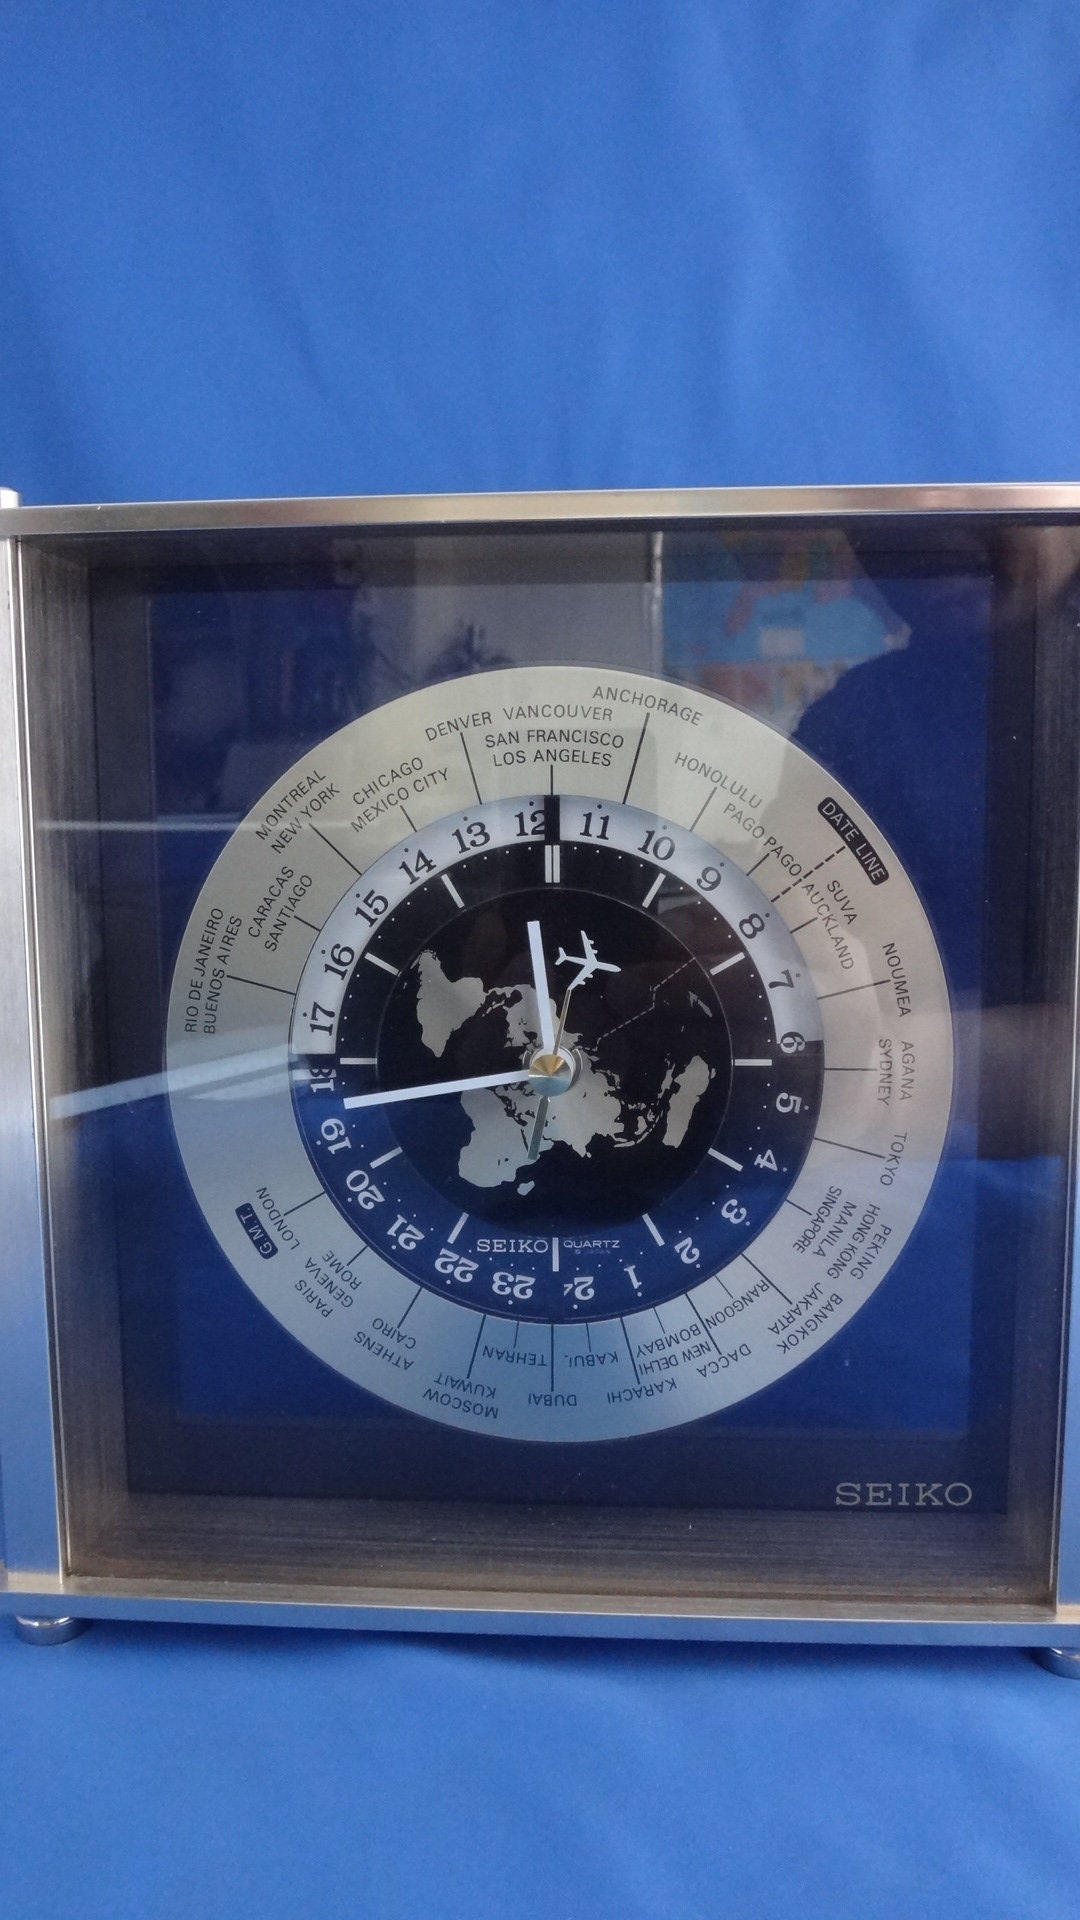 ANCHORAGE
DENVER
VANCOUVER
SAN FRANCISCO
LOS ANGELES
HONOLULU
PAGO PAGO
DATE LINE
SUVA
AUCKLAND
NOUMEA
AGANA
SYDNEY
TOKYO
PEKING
HONG KONG
MANILA
SINGAPORE
BANGKOK
JAKARTA
RANGOON
DACCA
BOMBAY
NEW DELHI
KARACHI
KABUL
DUBAI
TEHRAN
KUWAIT
MOSCOW
CAIRO
ATHENS
ROME
GENEVA
PARIS
LONDON
G.M.T.
RIO DE JANEIRO
BUENOS AIRES
CARACAS
SANTIAGO
MONTREAL
NEW YORK
CHICAGO
MEXICO CITY
12
11
10
9
8
7
6
5
4
3
2
1
24
23
22
21
20
19
18
17
16
15
14
13
SEIKO
QUARTZ
SEIKO